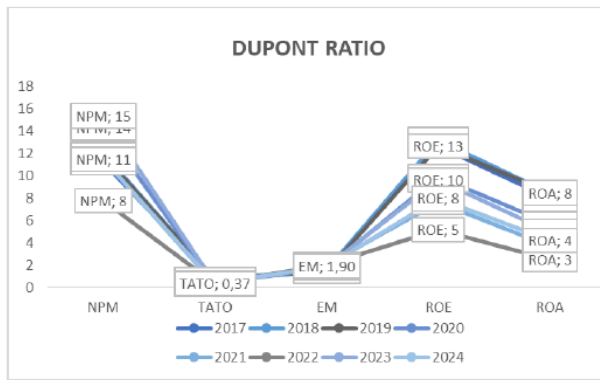 DUPONT RATIO
18
16
14
12
10
8
6
4
2
0
NPM; 15
NPM; 14
NPM; 11
NPM; 8
TATO; 0,37
EM; 1,90
ROE; 13
ROE; 10
ROE; 8
ROE; 5
ROA; 8
ROA; 4
ROA; 3
NPM TATO EM ROE ROA
2017 2018 2019 2020
2021 2022 2023 2024